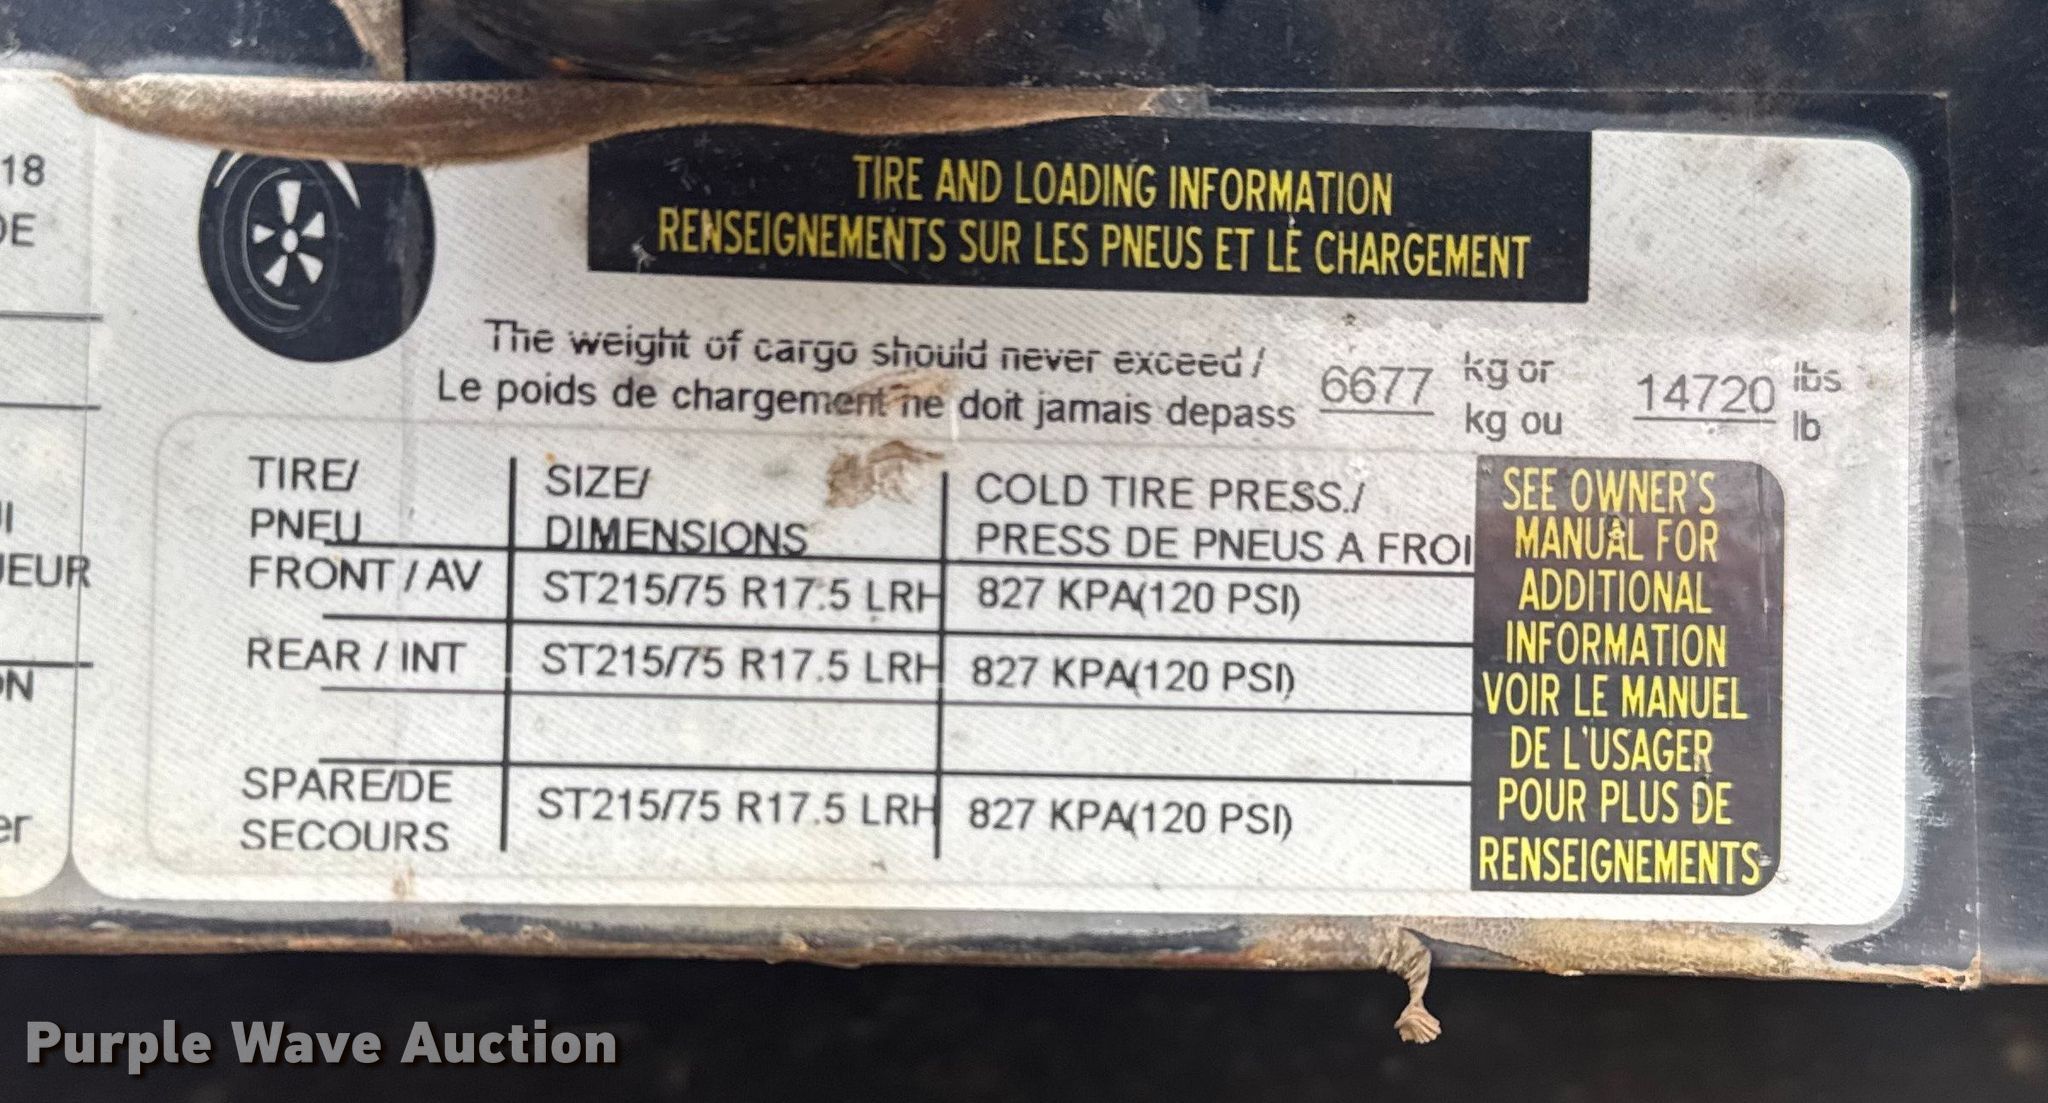 18
DE
UI
UEUR
ON
er
TIRE AND LOADING INFORMATION
RENSEIGNEMENTS SUR LES PNEUS ET LE CHARGEMENT
The weight of cargo should never exceed /
Le poids de chargement ne doit jamais depass
6677
kg or
kg ou
14720
lbs
lb
TIRE/
PNEU
SIZE/
DIMENSIONS
COLD TIRE PRESS./
PRESS DE PNEUS A FROI
FRONT / AV
ST215/75 R17.5 LRH
827 KPA(120 PSI)
REAR / INT
ST215/75 R17.5 LRH
827 KPA(120 PSI)
SPARE/DE
SECOURS
ST215/75 R17.5 LRH
827 KPA(120 PSI)
SEE OWNER'S
MANUAL FOR
ADDITIONAL
INFORMATION
VOIR LE MANUEL
DE L'USAGER
POUR PLUS DE
RENSEIGNEMENTS
Purple Wave Auction